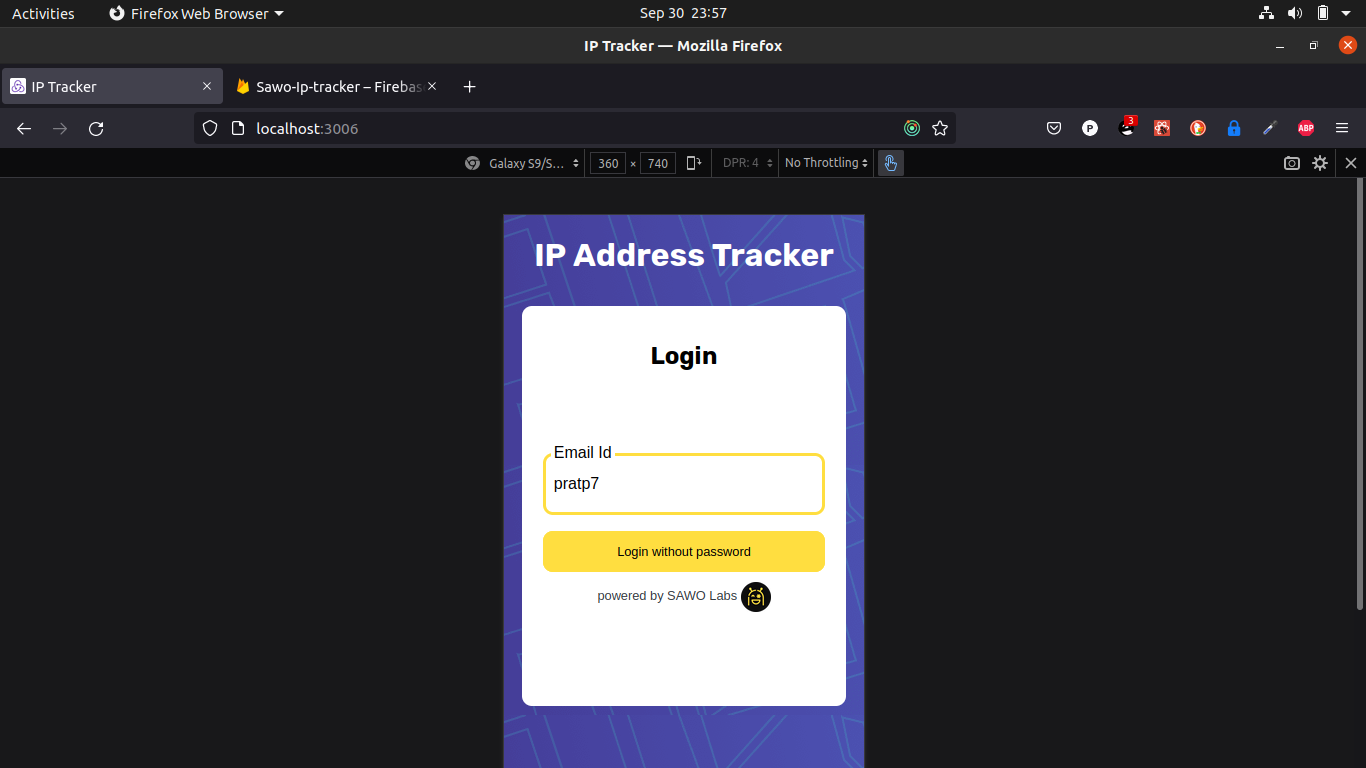 Activities Firefox Web Browser Sep 30 23:57
IP Tracker — Mozilla Firefox
IP Tracker Sawo-Ip-tracker – Firebas
localhost:3006 P 3 ABP
Galaxy S9/S... 360 × 740 DPR: 4 No Throttling
IP Address Tracker
Login
Email Id
pratp7
Login without password
powered by SAWO Labs